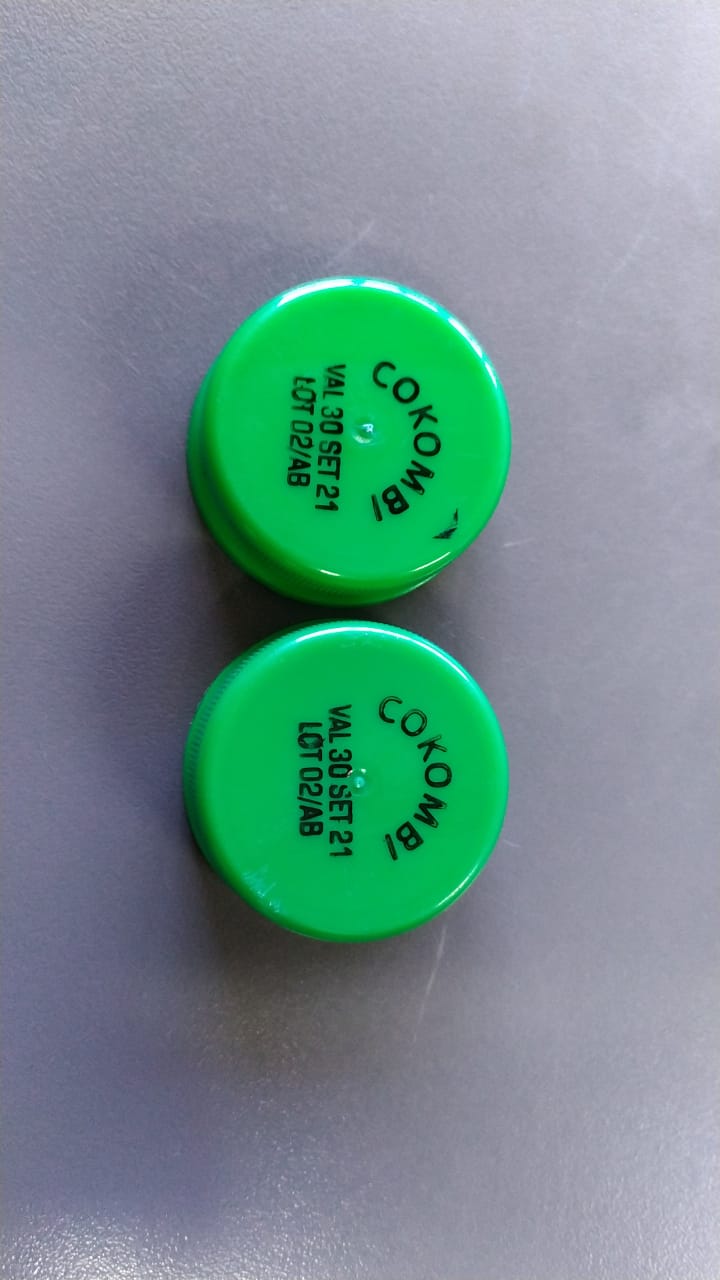 COKOMBI
VAL 30 SET 21
LOT 02/AB
COKOMBI
VAL 30 SET 21
LOT 02/AB